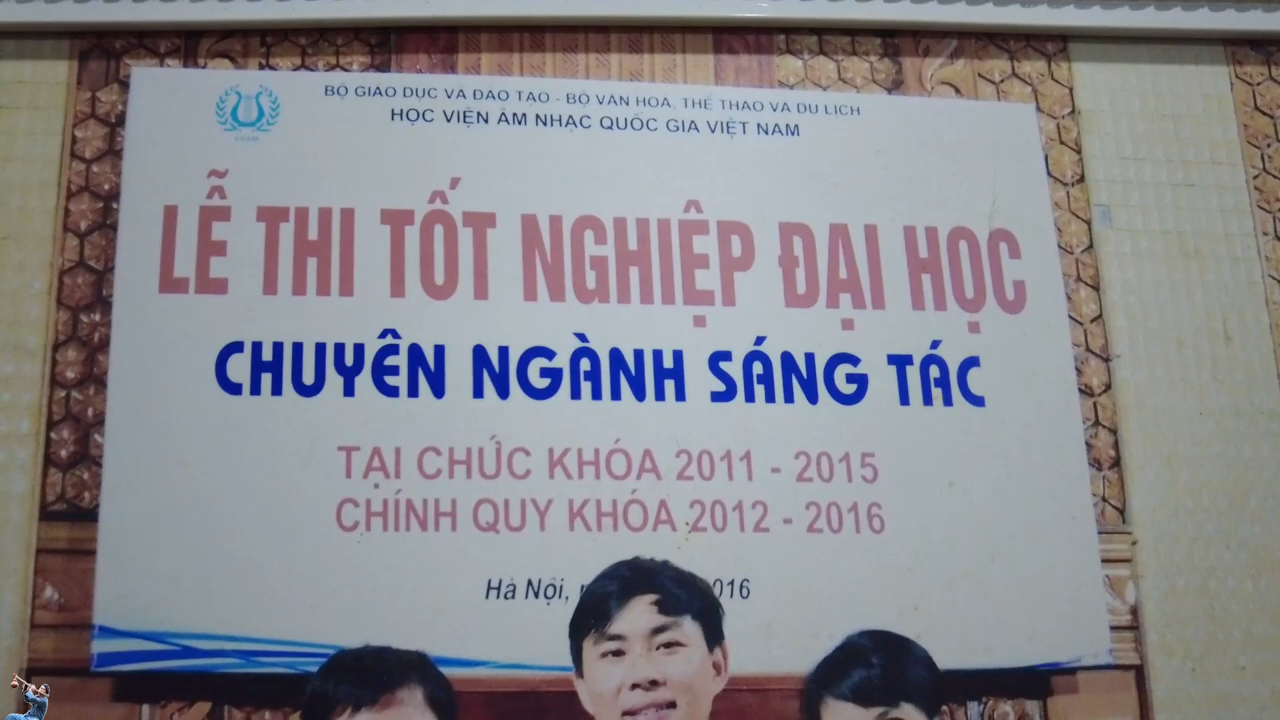 BỘ GIÁO DỤC VÀ ĐÀO TẠO - BỘ VĂN HOÁ, THỂ THAO VÀ DU LỊCH
HỌC VIỆN ÂM NHẠC QUỐC GIA VIỆT NAM
LỄ THI TỐT NGHIỆP ĐẠI HỌC
CHUYÊN NGÀNH SÁNG TÁC
TẠI CHỨC KHÓA 2011 - 2015
CHÍNH QUY KHÓA 2012 - 2016
Hà Nội,